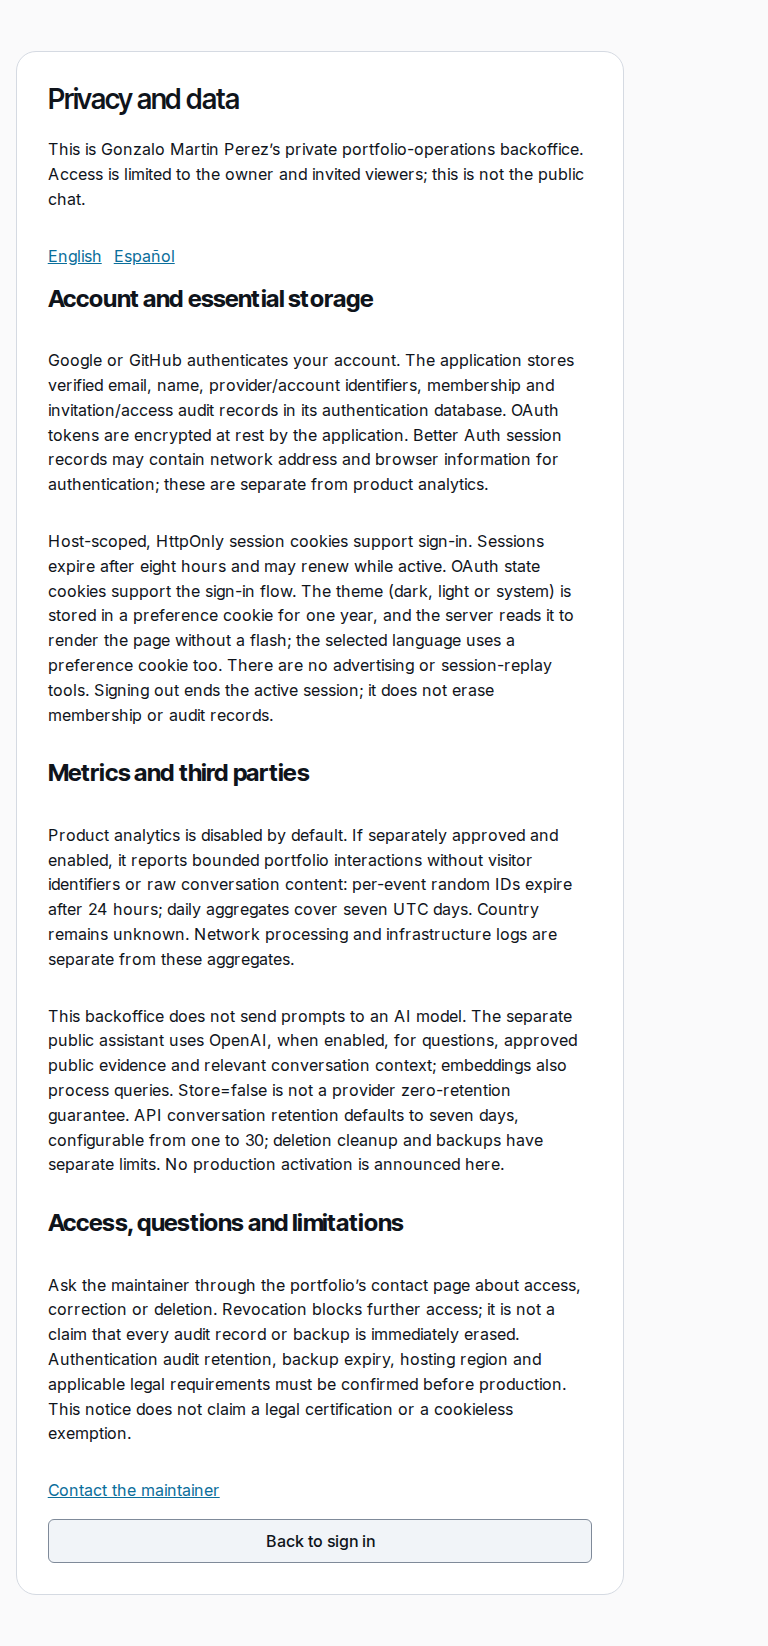 Privacy and data
This is Gonzalo Martin Perez’s private portfolio-operations backoffice.
Access is limited to the owner and invited viewers; this is not the public
chat.
English Español
Account and essential storage
Google or GitHub authenticates your account. The application stores
verified email, name, provider/account identifiers, membership and
invitation/access audit records in its authentication database. OAuth
tokens are encrypted at rest by the application. Better Auth session
records may contain network address and browser information for
authentication; these are separate from product analytics.
Host-scoped, HttpOnly session cookies support sign-in. Sessions
expire after eight hours and may renew while active. OAuth state
cookies support the sign-in flow. The theme (dark, light or system) is
stored in a preference cookie for one year, and the server reads it to
render the page without a flash; the selected language uses a
preference cookie too. There are no advertising or session-replay
tools. Signing out ends the active session; it does not erase
membership or audit records.
Metrics and third parties
Product analytics is disabled by default. If separately approved and
enabled, it reports bounded portfolio interactions without visitor
identifiers or raw conversation content: per-event random IDs expire
after 24 hours; daily aggregates cover seven UTC days. Country
remains unknown. Network processing and infrastructure logs are
separate from these aggregates.
This backoffice does not send prompts to an AI model. The separate
public assistant uses OpenAI, when enabled, for questions, approved
public evidence and relevant conversation context; embeddings also
process queries. Store=false is not a provider zero-retention
guarantee. API conversation retention defaults to seven days,
configurable from one to 30; deletion cleanup and backups have
separate limits. No production activation is announced here.
Access, questions and limitations
Ask the maintainer through the portfolio’s contact page about access,
correction or deletion. Revocation blocks further access; it is not a
claim that every audit record or backup is immediately erased.
Authentication audit retention, backup expiry, hosting region and
applicable legal requirements must be confirmed before production.
This notice does not claim a legal certification or a cookieless
exemption.
Contact the maintainer
Back to sign in